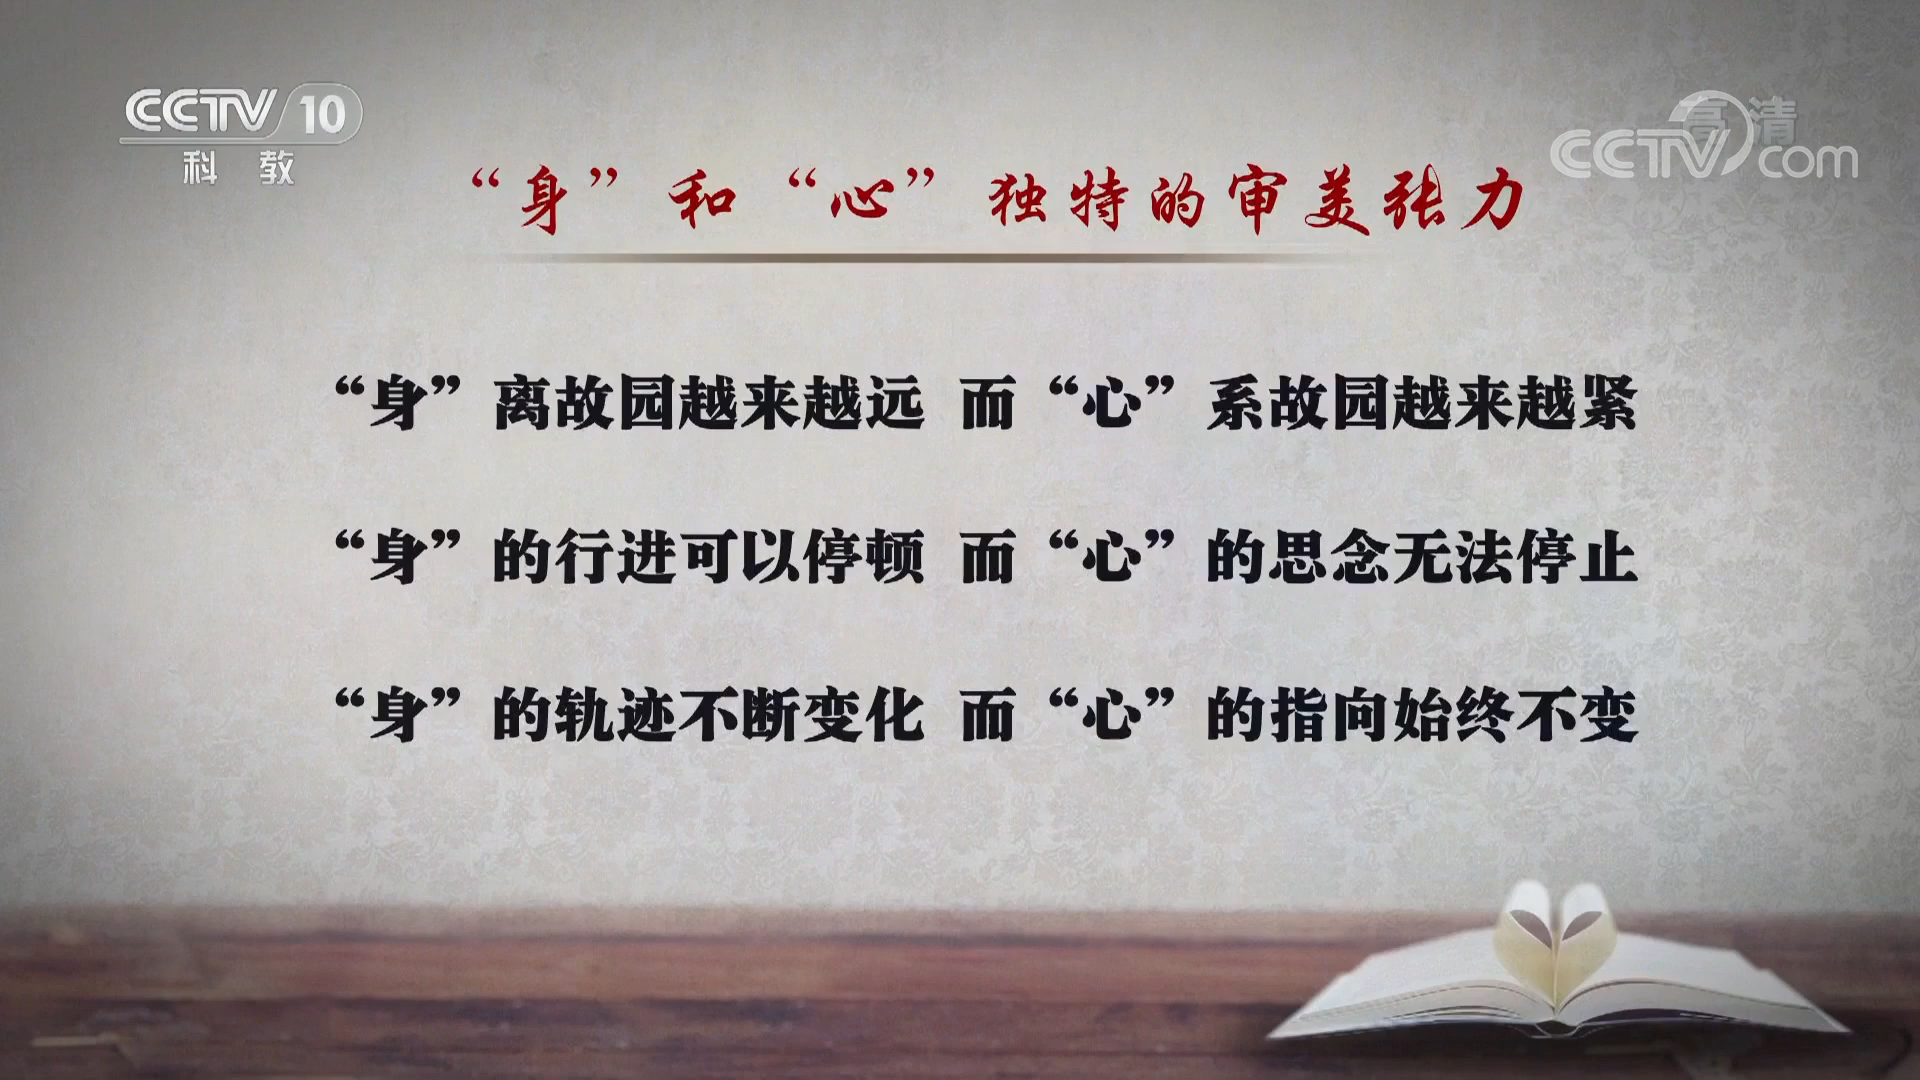 CCTV 10
科 教
高清
CCTV com
“身”和“心”独特的审美张力
“身”离故园越来越远 而“心”系故园越来越紧
“身”的行进可以停顿 而“心”的思念无法停止
“身”的轨迹不断变化 而“心”的指向始终不变